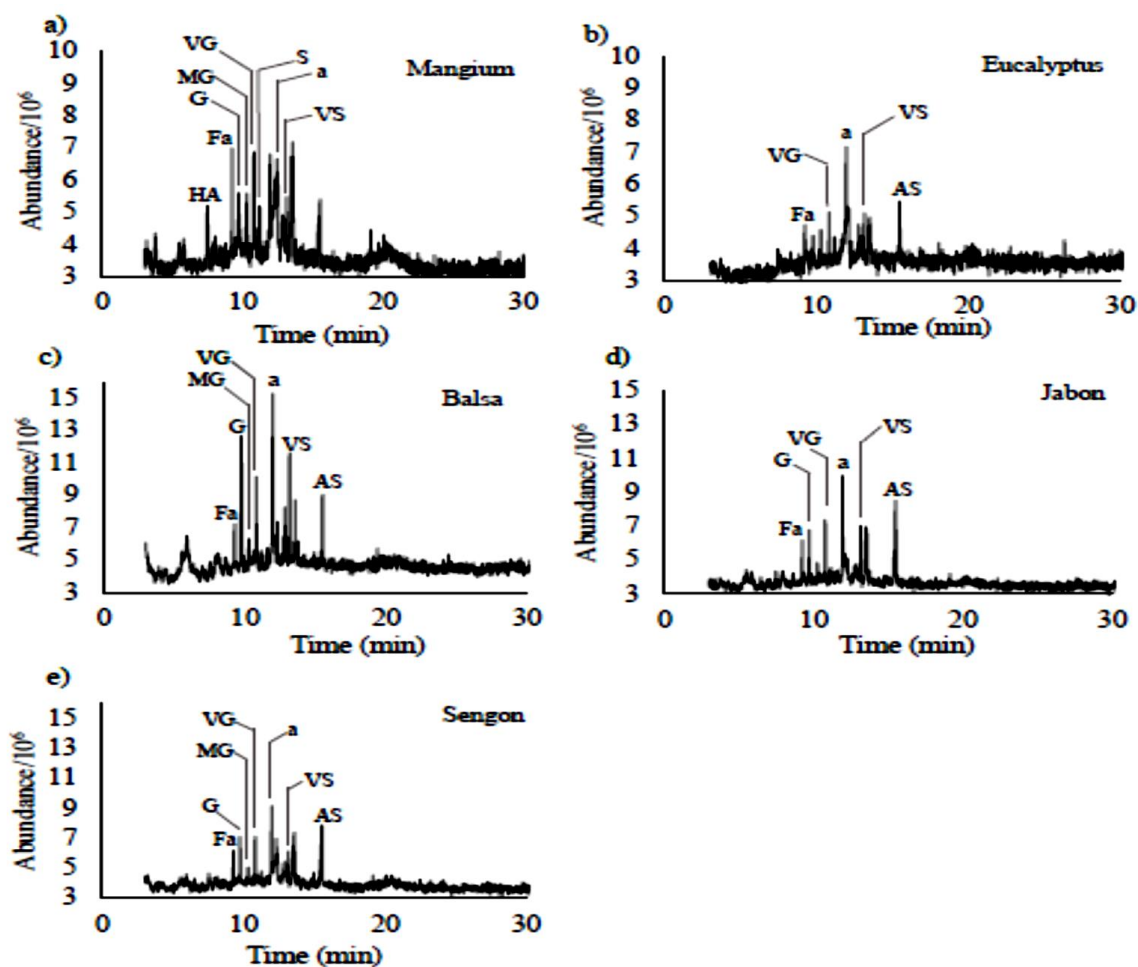 a)
Mangium
Abundance/10⁶
10
9
8
7
6
5
4
3
VG
S
MG
a
G
VS
Fa
HA
0
10
20
30
Time (min)
b)
Eucalyptus
Abundance/10⁶
10
9
8
7
6
5
4
3
VS
a
VG
AS
Fa
0
10
20
30
Time (min)
c)
Balsa
Abundance/10⁶
15
13
11
9
7
5
3
VG
a
MG
G
VS
AS
Fa
0
10
20
30
Time (min)
d)
Jabon
Abundance/10⁶
15
13
11
9
7
5
3
VS
VG
a
G
AS
Fa
0
10
20
30
Time (min)
e)
Sengon
Abundance/10⁶
15
13
11
9
7
5
3
VG
a
MG
VS
G
AS
Fa
0
10
20
30
Time (min)